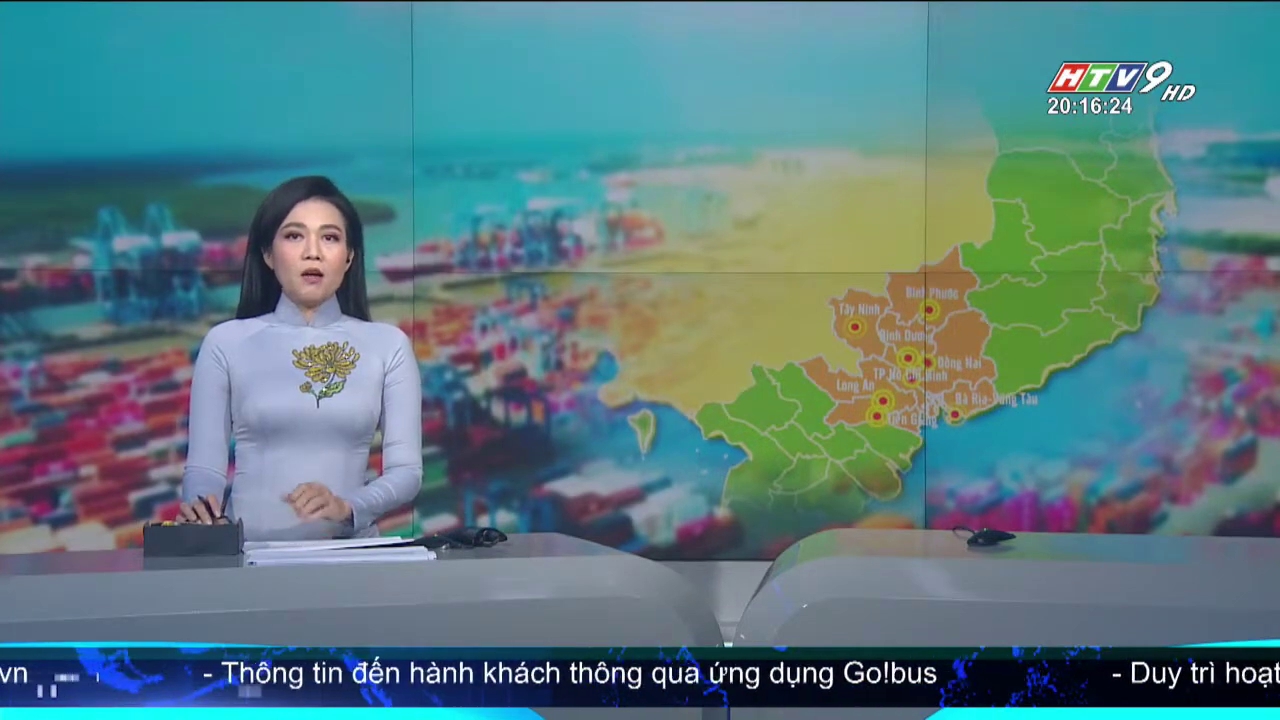 HTV9 HD
20:16:24
Bình Phước
Tây Ninh
Bình Dương
Đồng Nai
TP Hồ Chí Minh
Long An
Bà Rịa-Vũng Tàu
Tiền Giang
vn - Thông tin đến hành khách thông qua ứng dụng Go!bus - Duy trì hoạt